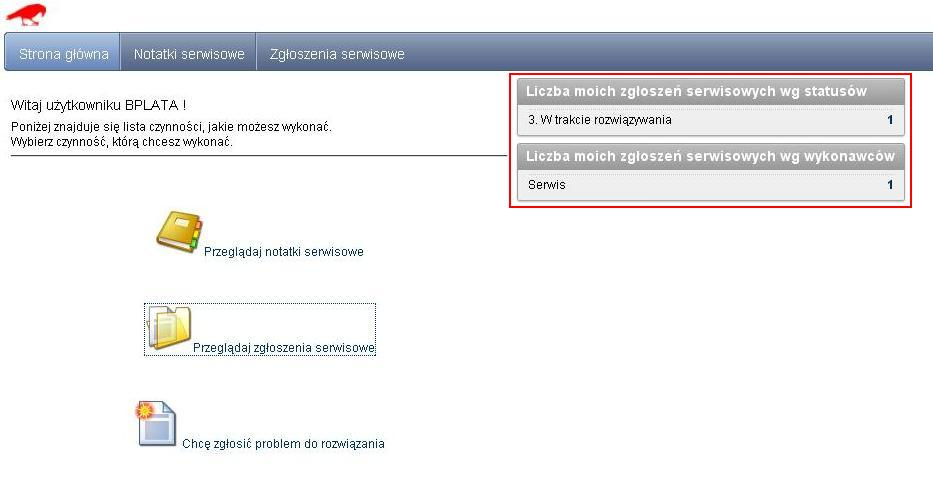 Strona główna
Notatki serwisowe
Zgłoszenia serwisowe
Witaj użytkowniku BPLATA !
Poniżej znajduje się lista czynności, jakie możesz wykonać.
Wybierz czynność, którą chcesz wykonać.
Liczba moich zgłoszeń serwisowych wg statusów
3. W trakcie rozwiązywania 1
Liczba moich zgłoszeń serwisowych wg wykonawców
Serwis 1
Przeglądaj notatki serwisowe
Przeglądaj zgłoszenia serwisowe
Chcę zgłosić problem do rozwiązania